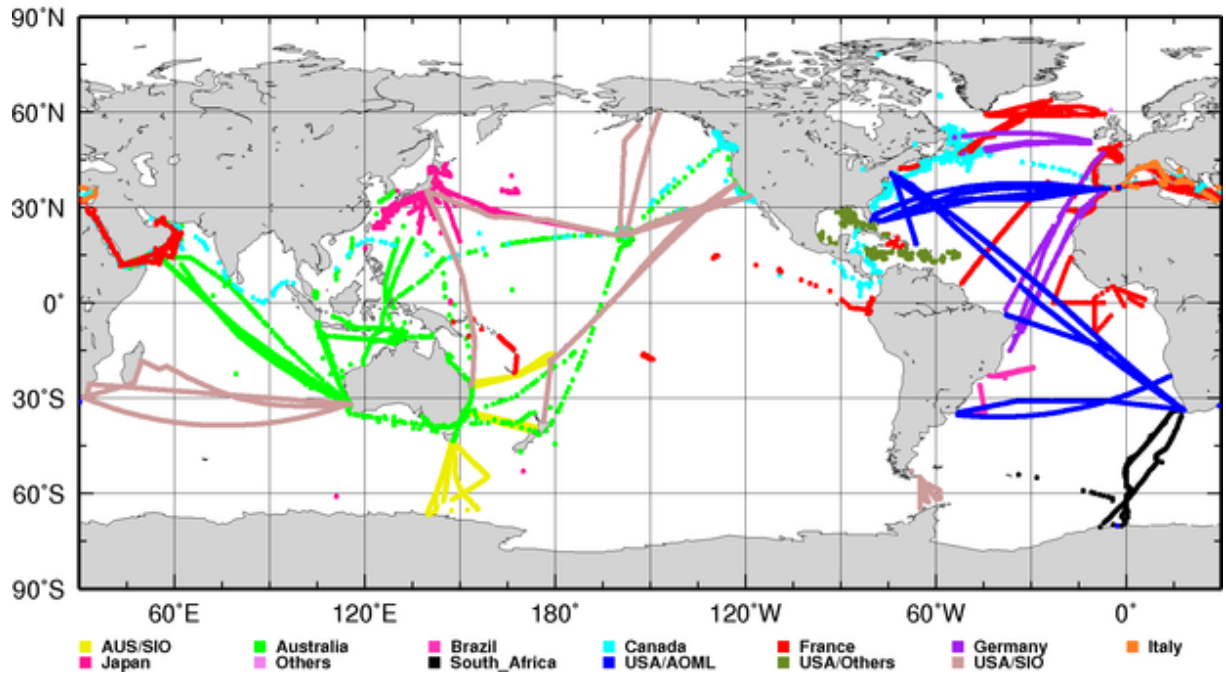 90˚N
60˚N
30˚N
0˚
30˚S
60˚S
90˚S
60˚E 120˚E 180˚ 120˚W 60˚W 0˚
AUS/SIO Australia Brazil Canada France Germany Italy
Japan Others South_Africa USA/AOML USA/Others USA/SIO